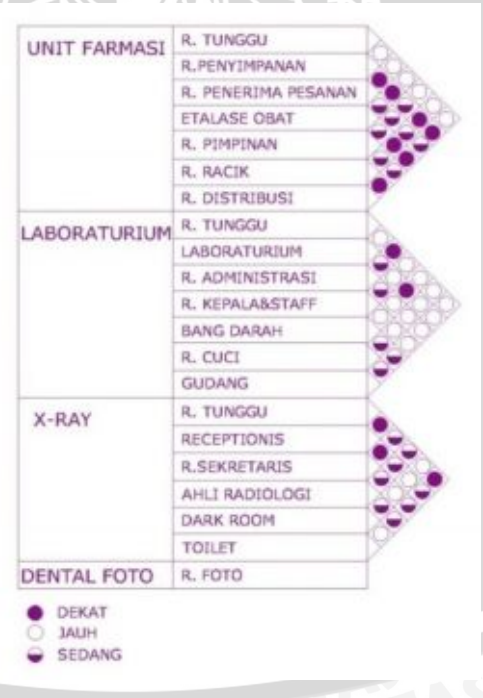 UNIT FARMASI
R. TUNGGU
R.PENYIMPANAN
R. PENERIMA PESANAN
ETALASE OBAT
R. PIMPINAN
R. RACIK
R. DISTRIBUSI
LABORATURIUM
R. TUNGGU
LABORATURIUM
R. ADMINISTRASI
R. KEPALA&STAFF
BANG DARAH
R. CUCI
GUDANG
X-RAY
R. TUNGGU
RECEPTIONIS
R.SEKRETARIS
AHLI RADIOLOGI
DARK ROOM
TOILET
DENTAL FOTO
R. FOTO
DEKAT
JAUH
SEDANG